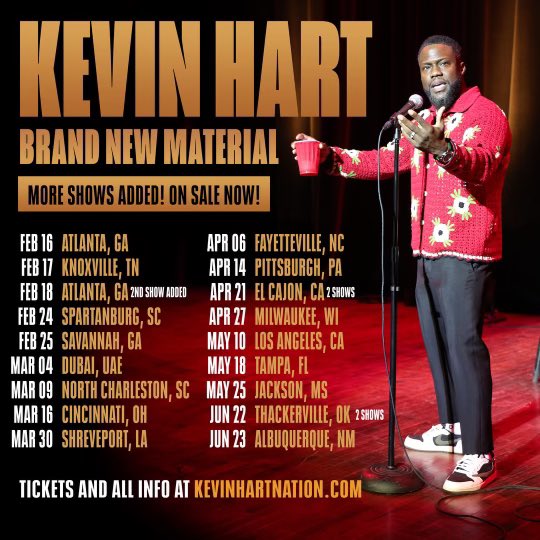 KEVIN HART
BRAND NEW MATERIAL
MORE SHOWS ADDED! ON SALE NOW!
FEB 16 ATLANTA, GA
FEB 17 KNOXVILLE, TN
FEB 18 ATLANTA, GA 2ND SHOW ADDED
FEB 24 SPARTANBURG, SC
FEB 25 SAVANNAH, GA
MAR 04 DUBAI, UAE
MAR 09 NORTH CHARLESTON, SC
MAR 16 CINCINNATI, OH
MAR 30 SHREVEPORT, LA
APR 06 FAYETTEVILLE, NC
APR 14 PITTSBURGH, PA
APR 21 EL CAJON, CA 2 SHOWS
APR 27 MILWAUKEE, WI
MAY 10 LOS ANGELES, CA
MAY 18 TAMPA, FL
MAY 25 JACKSON, MS
JUN 22 THACKERVILLE, OK 2 SHOWS
JUN 23 ALBUQUERQUE, NM
TICKETS AND ALL INFO AT KEVINHARTNATION.COM